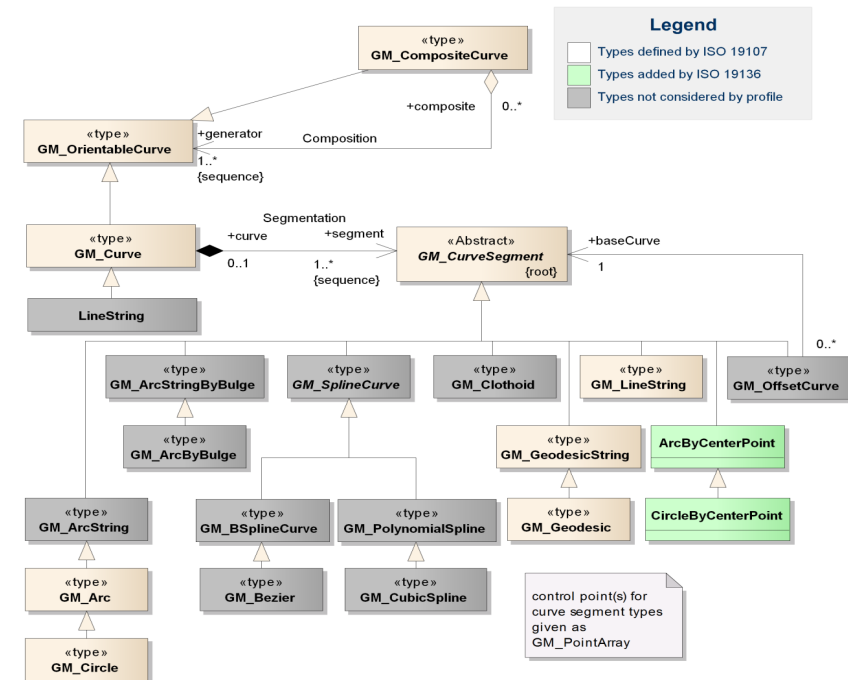 Legend
Types defined by ISO 19107
Types added by ISO 19136
Types not considered by profile
«type»
GM_CompositeCurve
+composite
0..*
«type»
GM_OrientableCurve
+generator
Composition
1..*
{sequence}
«type»
GM_Curve
Segmentation
+curve
+segment
0..1
1..*
{sequence}
«Abstract»
GM_CurveSegment
{root}
+baseCurve
1
LineString
0..*
«type»
GM_ArcStringByBulge
«type»
GM_SplineCurve
«type»
GM_Clothoid
«type»
GM_LineString
«type»
GM_OffsetCurve
«type»
GM_ArcByBulge
«type»
GM_GeodesicString
ArcByCenterPoint
«type»
GM_ArcString
«type»
GM_BSplineCurve
«type»
GM_PolynomialSpline
«type»
GM_Geodesic
CircleByCenterPoint
«type»
GM_Arc
«type»
GM_Bezier
«type»
GM_CubicSpline
control point(s) for
curve segment types
given as
GM_PointArray
«type»
GM_Circle